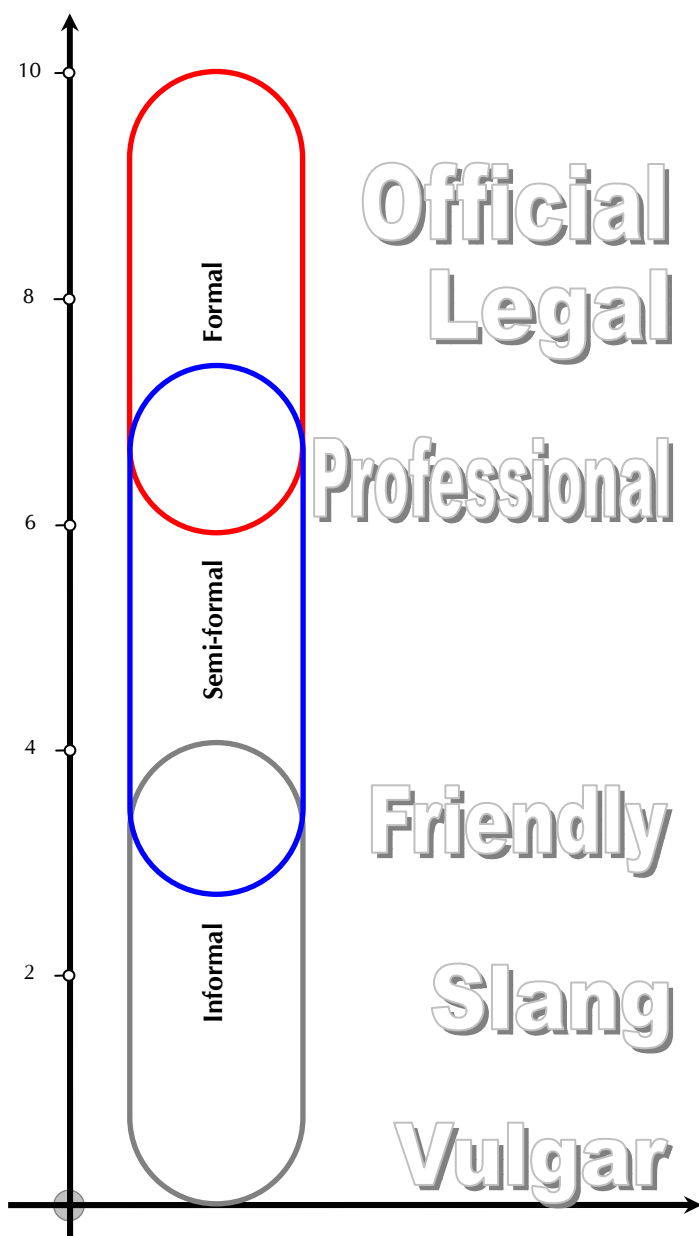 10
Official
Formal
8
Legal
Professional
6
Semi-formal
4
Friendly
Informal
2
Slang
Vulgar